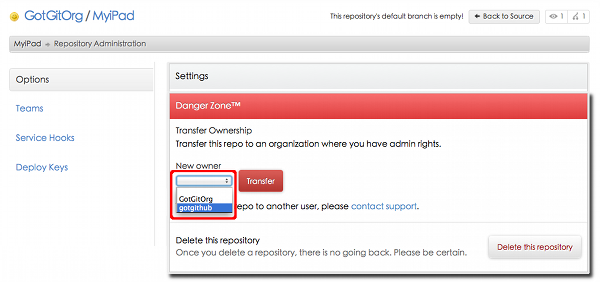 GotGitOrg / MyiPad
This repository's default branch is empty!
Back to Source
1
1
MyiPad → Repository Administration
Options
Teams
Service Hooks
Deploy Keys
Settings
Danger Zone™
Transfer Ownership
Transfer this repo to an organization where you have admin rights.
New owner
Transfer
GotGitOrg
gotgithub
epo to another user, please contact support.
Delete this repository
Once you delete a repository, there is no going back. Please be certain.
Delete this repository